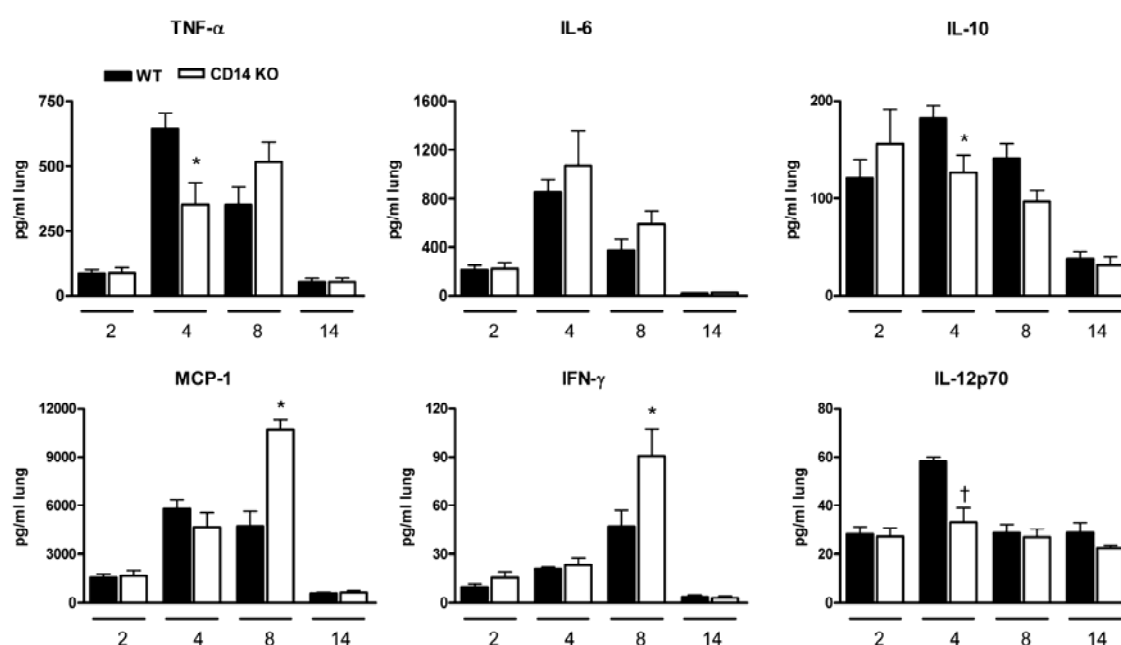 TNF-α
WT CD14 KO
pg/ml lung
750
500
250
0
*
2 4 8 14
IL-6
pg/ml lung
1600
1200
800
400
0
2 4 8 14
IL-10
pg/ml lung
200
100
0
*
2 4 8 14
MCP-1
pg/ml lung
12000
9000
6000
3000
0
*
2 4 8 14
IFN-γ
pg/ml lung
120
90
60
30
0
*
2 4 8 14
IL-12p70
pg/ml lung
80
60
40
20
0
†
2 4 8 14